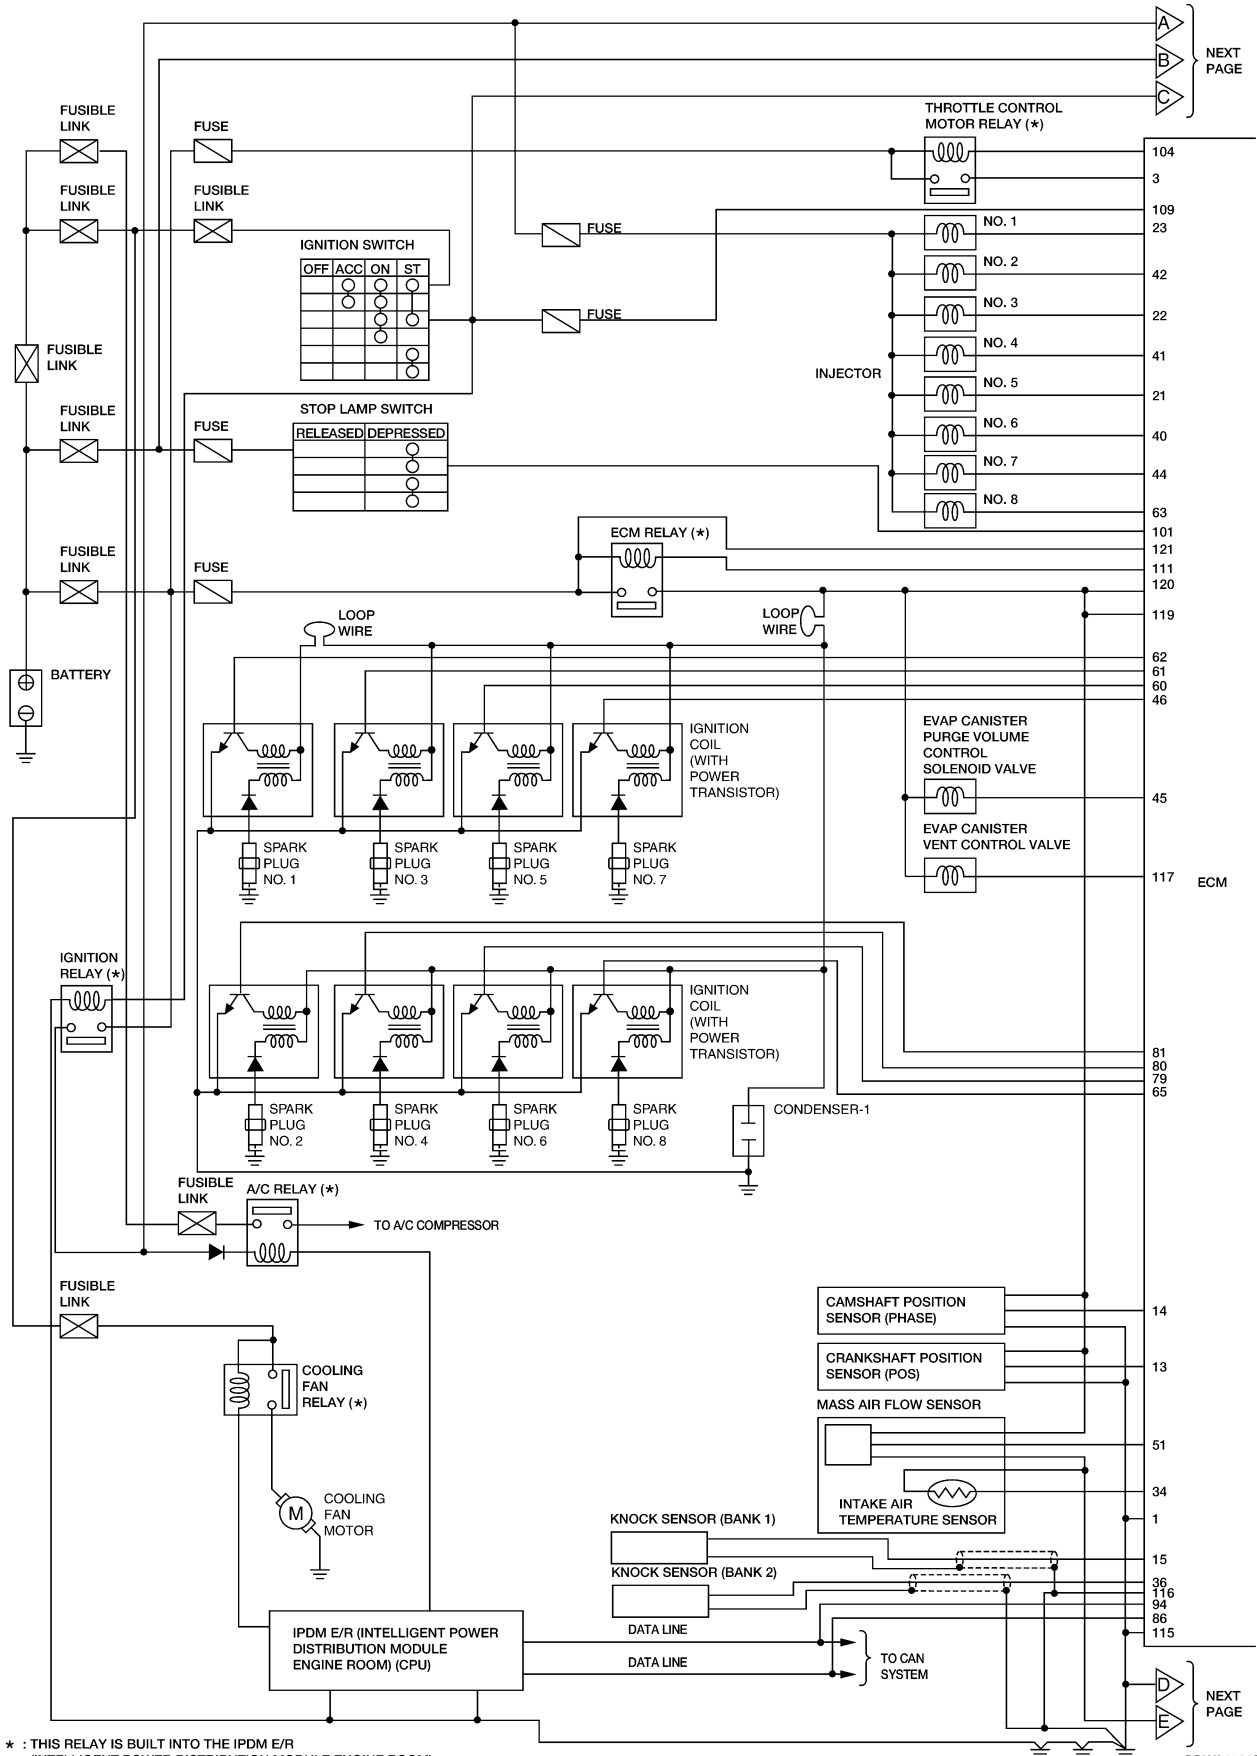 A
B
NEXT
PAGE
C
FUSIBLE
LINK
FUSE
THROTTLE CONTROL
MOTOR RELAY (*)
104
3
FUSIBLE
LINK
FUSIBLE
LINK
109
FUSE
NO. 1
23
IGNITION SWITCH
OFF ACC ON ST
NO. 2
42
NO. 3
22
FUSE
FUSIBLE
LINK
NO. 4
41
INJECTOR
NO. 5
21
FUSIBLE
LINK
FUSE
STOP LAMP SWITCH
RELEASED DEPRESSED
NO. 6
40
NO. 7
44
NO. 8
63
101
ECM RELAY (*)
121
111
FUSIBLE
LINK
FUSE
120
LOOP
WIRE
LOOP
WIRE
119
62
61
60
46
BATTERY
IGNITION
COIL
(WITH
POWER
TRANSISTOR)
EVAP CANISTER
PURGE VOLUME
CONTROL
SOLENOID VALVE
45
EVAP CANISTER
VENT CONTROL VALVE
117
ECM
SPARK
PLUG
NO. 1
SPARK
PLUG
NO. 3
SPARK
PLUG
NO. 5
SPARK
PLUG
NO. 7
IGNITION
RELAY (*)
IGNITION
COIL
(WITH
POWER
TRANSISTOR)
81
80
79
65
SPARK
PLUG
NO. 2
SPARK
PLUG
NO. 4
SPARK
PLUG
NO. 6
SPARK
PLUG
NO. 8
CONDENSER-1
FUSIBLE
LINK
A/C RELAY (*)
TO A/C COMPRESSOR
FUSIBLE
LINK
CAMSHAFT POSITION
SENSOR (PHASE)
14
CRANKSHAFT POSITION
SENSOR (POS)
13
COOLING
FAN
RELAY (*)
MASS AIR FLOW SENSOR
51
34
INTAKE AIR
TEMPERATURE SENSOR
M
COOLING
FAN
MOTOR
KNOCK SENSOR (BANK 1)
1
15
KNOCK SENSOR (BANK 2)
36
116
94
86
115
IPDM E/R (INTELLIGENT POWER
DISTRIBUTION MODULE
ENGINE ROOM) (CPU)
DATA LINE
DATA LINE
TO CAN
SYSTEM
D
NEXT
PAGE
E
* : THIS RELAY IS BUILT INTO THE IPDM E/R
(INTELLIGENT POWER DISTRIBUTION MODULE ENGINE ROOM)